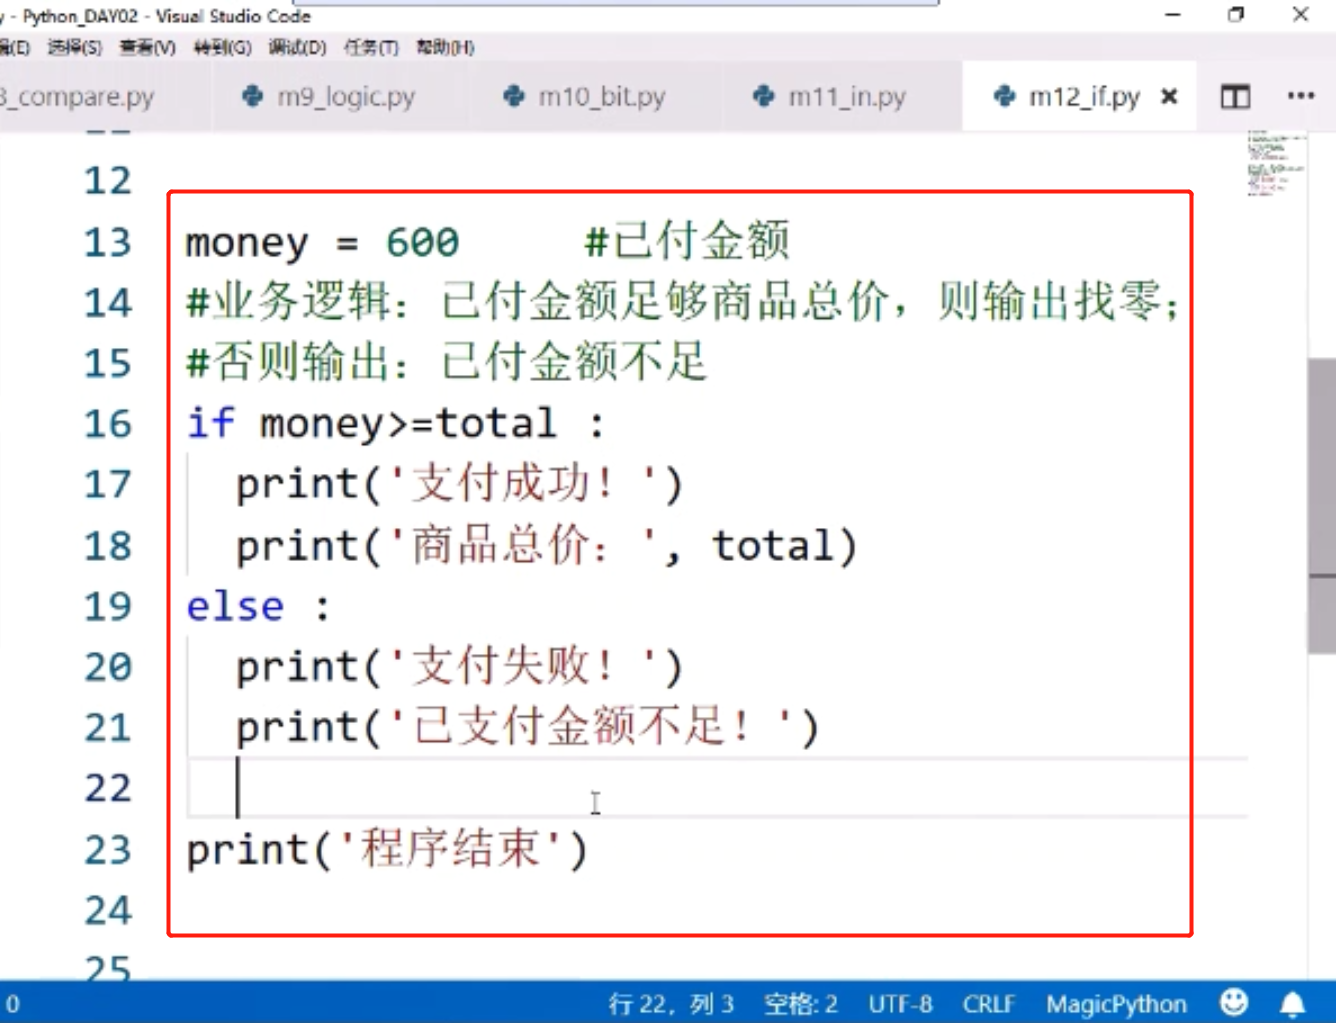 - Python_DAY02 - Visual Studio Code
(E) 选择(S) 查看(V) 转到(G) 调试(D) 任务(T) 帮助(H)
_compare.py m9_logic.py m10_bit.py m11_in.py m12_if.py
12
13 money = 600 #已付金额
14 #业务逻辑：已付金额足够商品总价，则输出找零；
15 #否则输出：已付金额不足
16 if money>=total :
17 print('支付成功！')
18 print('商品总价：', total)
19 else :
20 print('支付失败！')
21 print('已支付金额不足！')
22
23 print('程序结束')
24
25
0 行 22，列 3 空格: 2 UTF-8 CRLF MagicPython